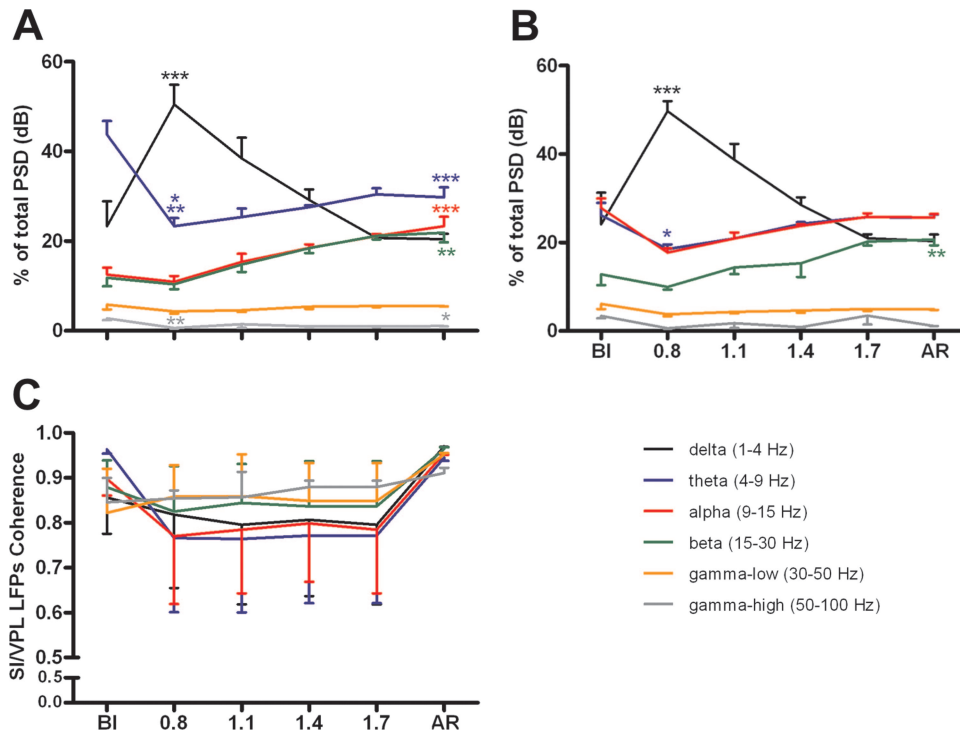 A
60
40
20
0
% of total PSD (dB)
***
*
**
***
***
**
**
*
B
60
40
20
0
% of total PSD (dB)
***
*
**
BI 0.8 1.1 1.4 1.7 AR
C
1.0
0.9
0.8
0.7
0.6
0.5
0.5
0.0
SI/VPL LFPs Coherence
BI 0.8 1.1 1.4 1.7 AR
delta (1-4 Hz)
theta (4-9 Hz)
alpha (9-15 Hz)
beta (15-30 Hz)
gamma-low (30-50 Hz)
gamma-high (50-100 Hz)